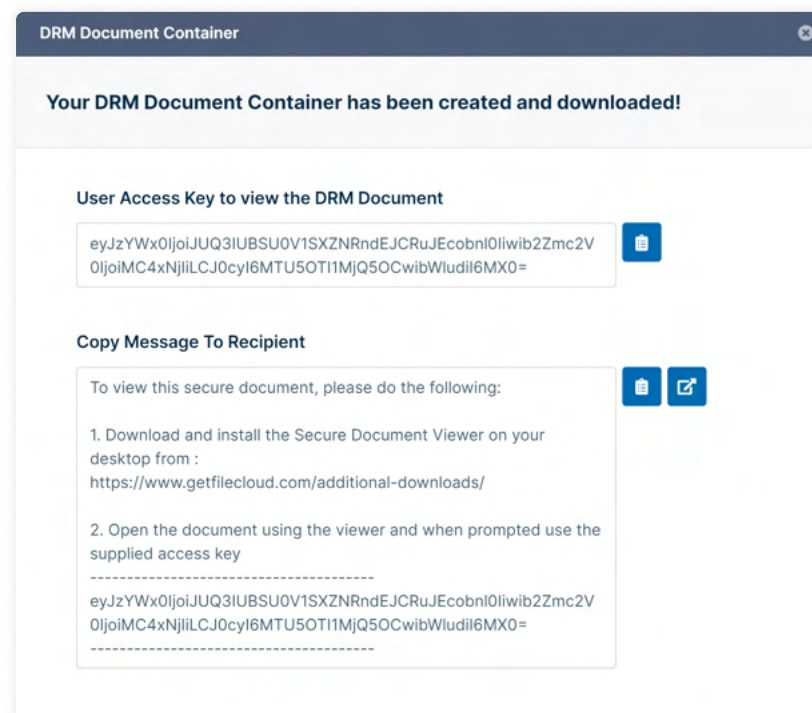 DRM Document Container
Your DRM Document Container has been created and downloaded!
User Access Key to view the DRM Document
eyJzYWx0IjoiJUQ3IUBSU0V1SXZNRndEJCRuJEcobnl0Iiwib2Zmc2V
0IjoiMC4xNjIiLCJ0cyI6MTU5OTI1MjQ5OCwibWludiI6MX0=
Copy Message To Recipient
To view this secure document, please do the following:
1. Download and install the Secure Document Viewer on your
desktop from :
https://www.getfilecloud.com/additional-downloads/
2. Open the document using the viewer and when prompted use the
supplied access key
---------------------------------------
eyJzYWx0IjoiJUQ3IUBSU0V1SXZNRndEJCRuJEcobnl0Iiwib2Zmc2V
0IjoiMC4xNjIiLCJ0cyI6MTU5OTI1MjQ5OCwibWludiI6MX0=
---------------------------------------